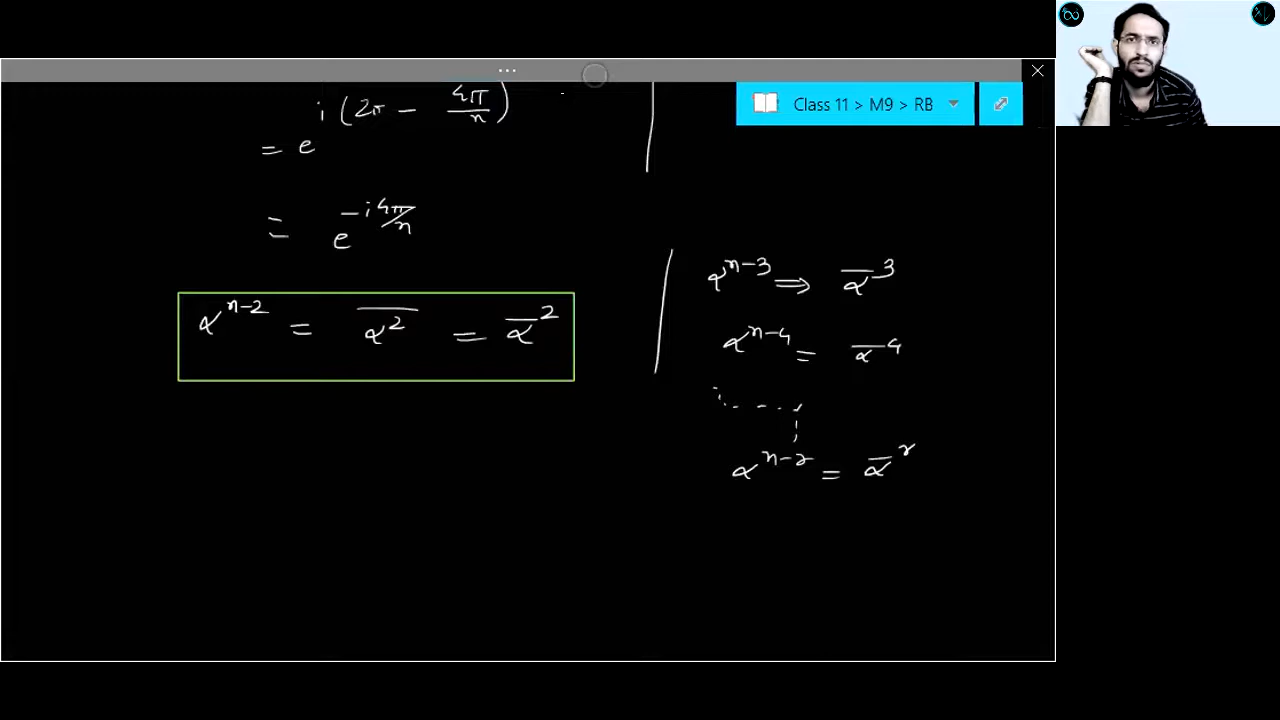 Class 11 > M9 > RB
= e^{i(2π − 4π/n)}
= e^{−i4π/n}
α^{n−2} = \overline{α^2} = \overline{α}^2
α^{n−3} ⇒ \overline{α}^3
α^{n−4} = \overline{α}^4
α^{n−r} = \overline{α}^r